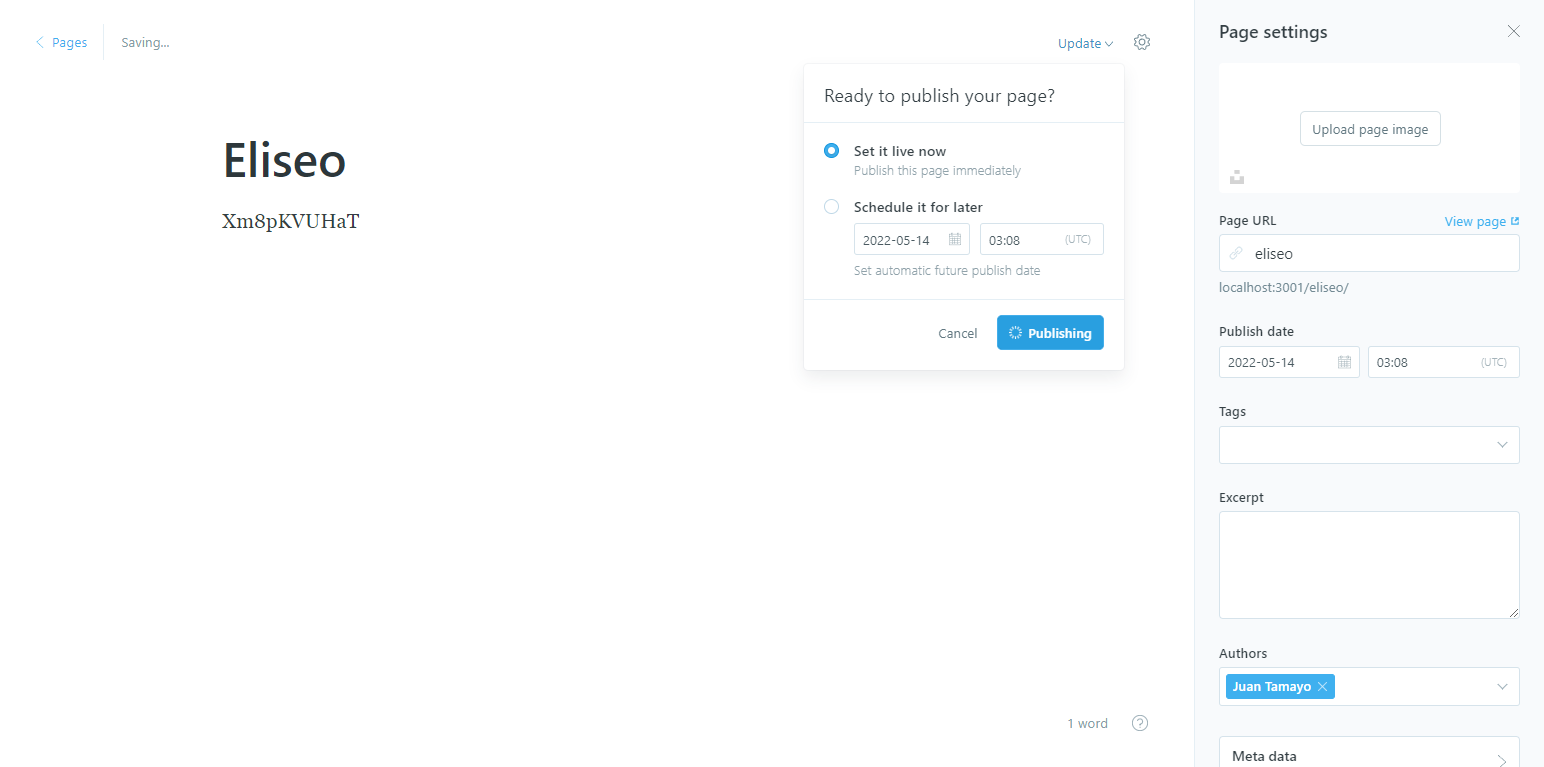 Pages
Saving...
Update
Eliseo
Xm8pKVUHaT
Ready to publish your page?
Set it live now
Publish this page immediately
Schedule it for later
2022-05-14
03:08 (UTC)
Set automatic future publish date
Cancel
Publishing
1 word
?
Page settings
Upload page image
Page URL
View page
eliseo
localhost:3001/eliseo/
Publish date
2022-05-14
03:08 (UTC)
Tags
Excerpt
Authors
Juan Tamayo
Meta data